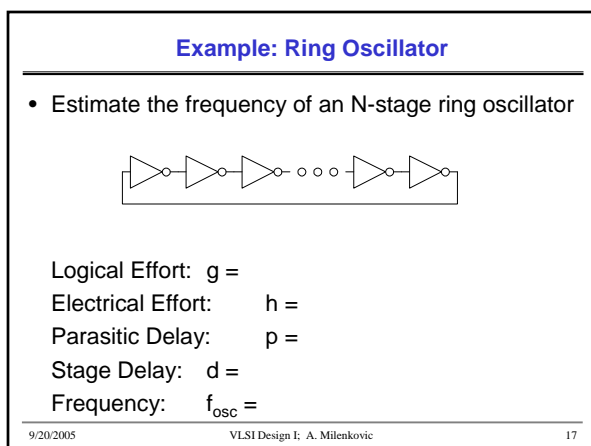 Example: Ring Oscillator
• Estimate the frequency of an N-stage ring oscillator
Logical Effort: g =
Electrical Effort: h =
Parasitic Delay: p =
Stage Delay: d =
Frequency: fosc =
9/20/2005 VLSI Design I; A. Milenkovic 17